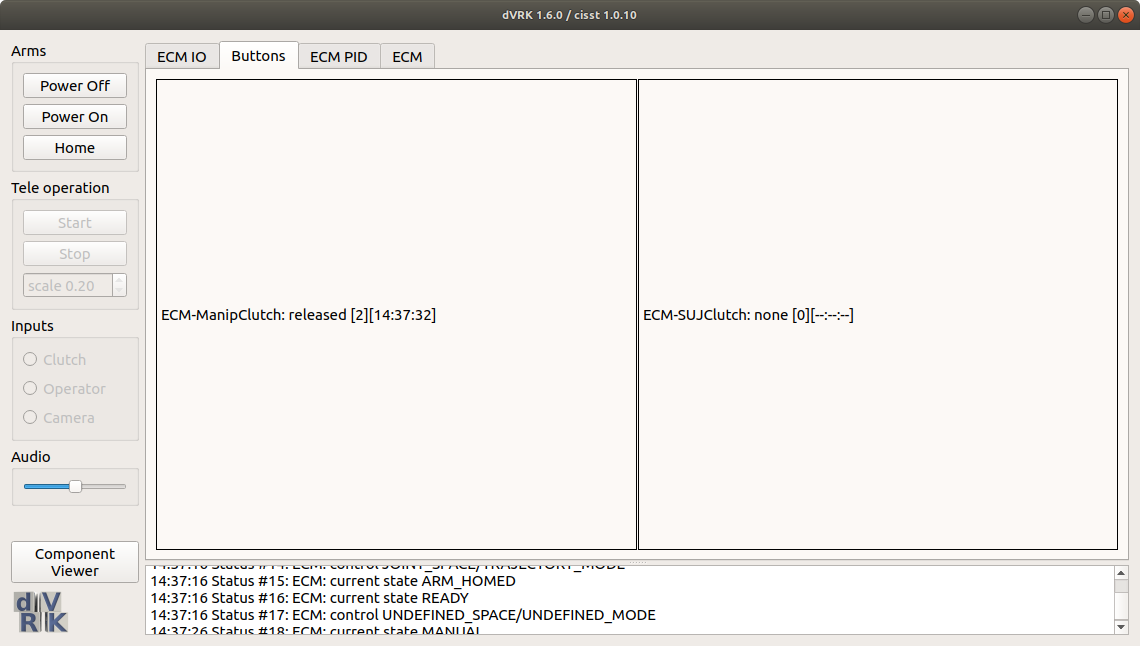 dVRK 1.6.0 / cisst 1.0.10
Arms
Power Off
Power On
Home
Tele operation
Start
Stop
scale 0.20
Inputs
Clutch
Operator
Camera
Audio
Component
Viewer
dVRK
ECM IO
Buttons
ECM PID
ECM
ECM-ManipClutch: released [2][14:37:32]
ECM-SUJClutch: none [0][--:--:--]
14:37:16 Status #14: ECM: control JOINT_SPACE/TRAJECTORY_MODE
14:37:16 Status #15: ECM: current state ARM_HOMED
14:37:16 Status #16: ECM: current state READY
14:37:16 Status #17: ECM: control UNDEFINED_SPACE/UNDEFINED_MODE
14:37:26 Status #18: ECM: current state MANUAL